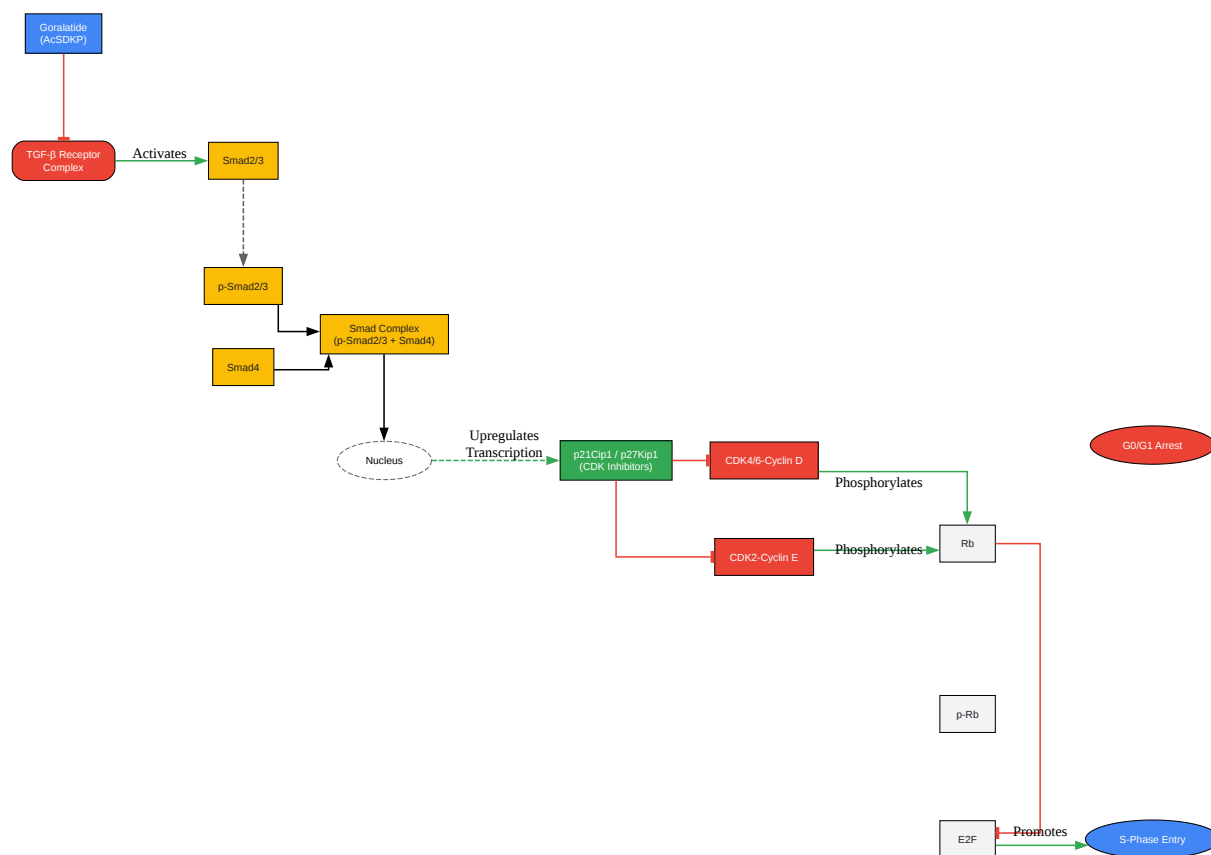 Goralatide
(AcSDKP)
TGF-β Receptor
Complex
Activates
Smad2/3
p-Smad2/3
Smad Complex
(p-Smad2/3 + Smad4)
Smad4
Nucleus
Upregulates
Transcription
p21Cip1 / p27Kip1
(CDK Inhibitors)
CDK4/6-Cyclin D
Phosphorylates
G0/G1 Arrest
CDK2-Cyclin E
Phosphorylates
Rb
p-Rb
E2F
Promotes
S-Phase Entry